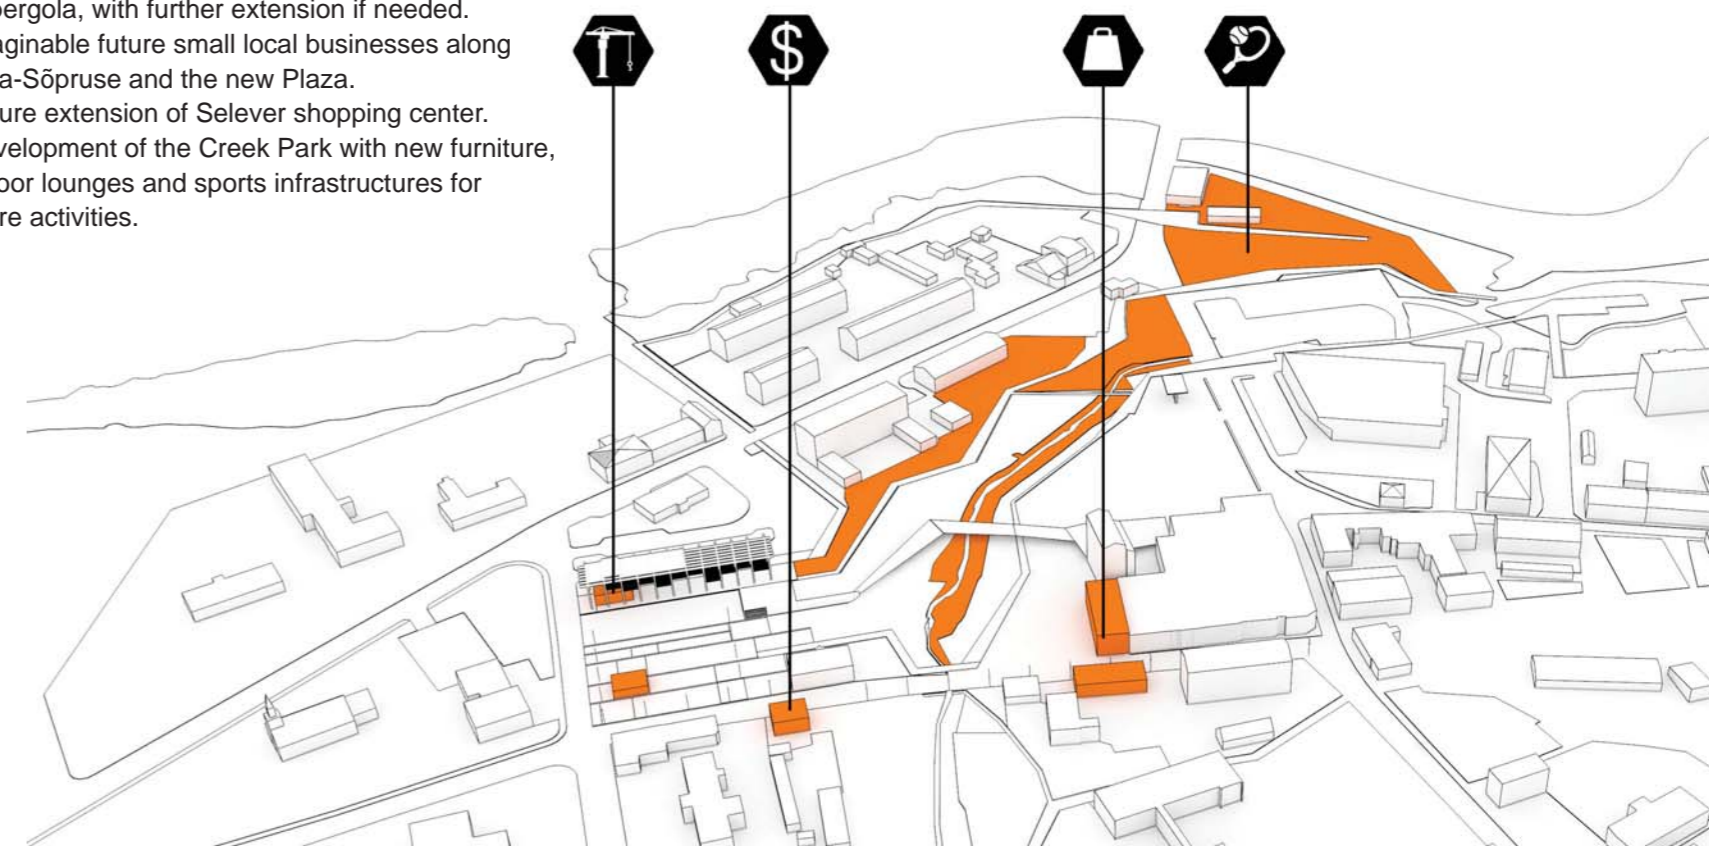 pergola, with further extension if needed.
aginable future small local businesses along
a-Sõpruse and the new Plaza.
ure extension of Selever shopping center.
velopment of the Creek Park with new furniture,
oor lounges and sports infrastructures for
re activities.
$